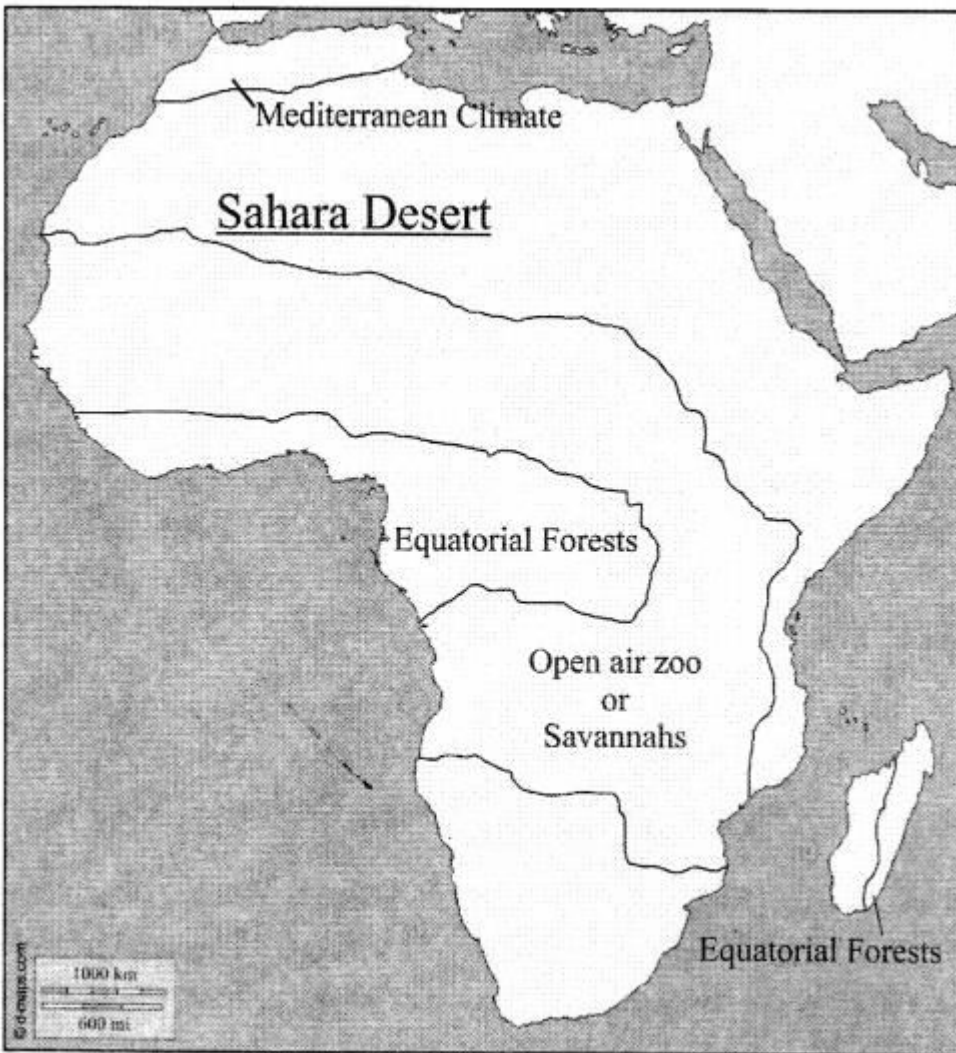 Mediterranean Climate
Sahara Desert
Equatorial Forests
Open air zoo
or
Savannahs
Equatorial Forests
© d-maps.com
1000 km
600 mi